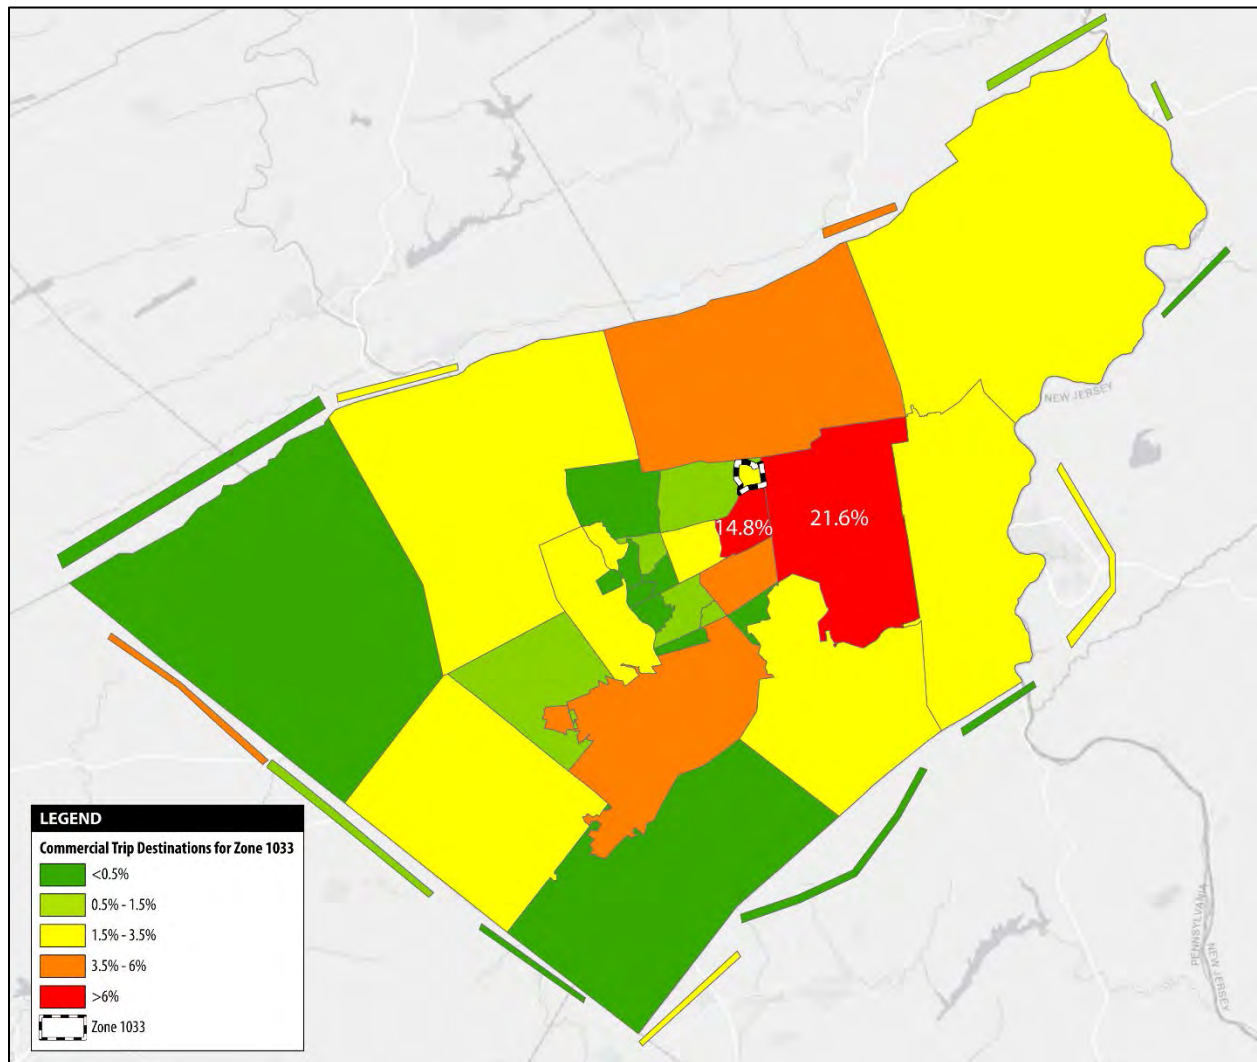 NEW JERSEY
14.8%
21.6%
LEGEND
Commercial Trip Destinations for Zone 1033
<0.5%
0.5% - 1.5%
1.5% - 3.5%
3.5% - 6%
>6%
Zone 1033
PENNSYLVANIA
NEW JERSEY